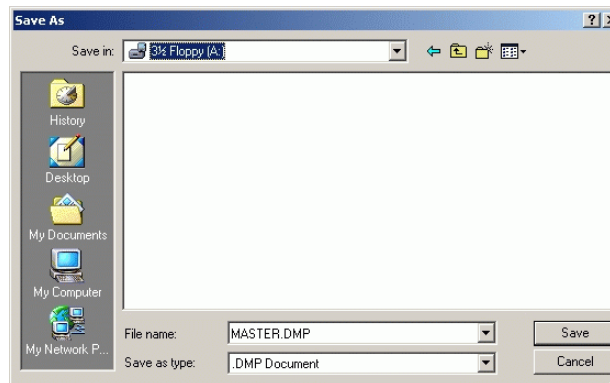 Save As
Save in: 3½ Floppy (A:)
History
Desktop
My Documents
My Computer
My Network P...
File name: MASTER.DMP Save
Save as type: .DMP Document Cancel